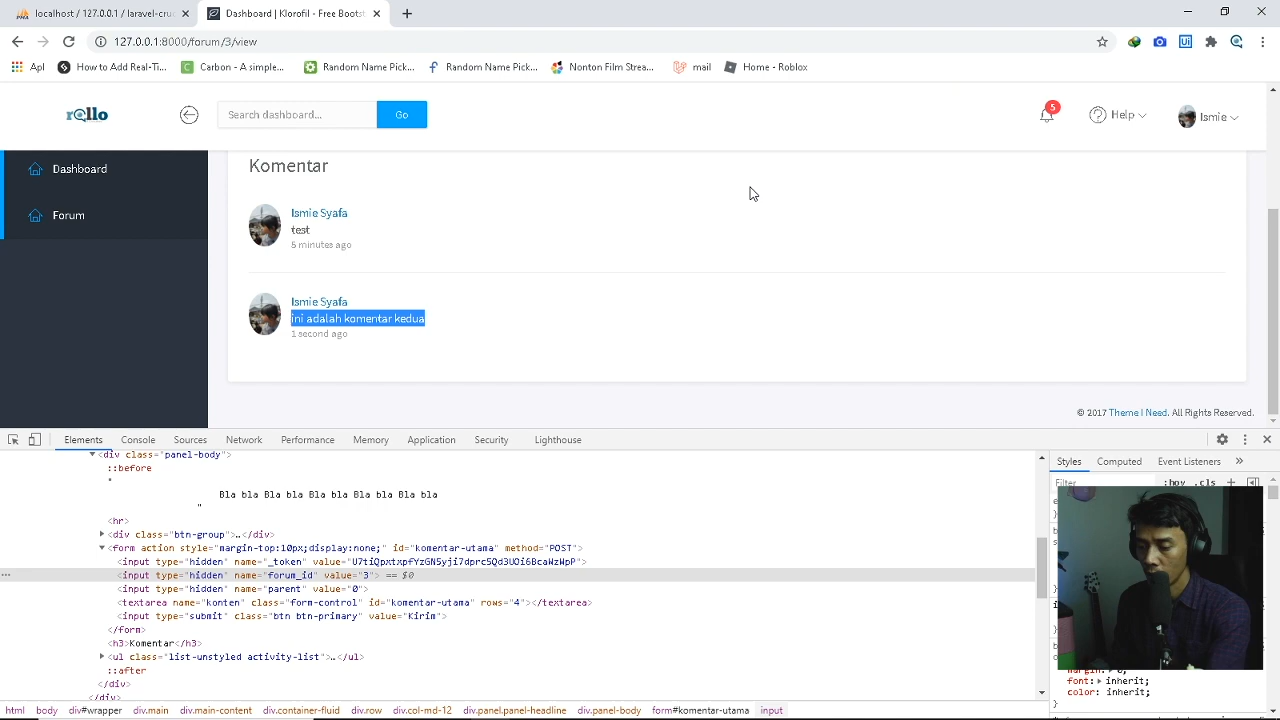 localhost / 127.0.0.1 / laravel-crud
Dashboard | Klorofil - Free Bootst
127.0.0.1:8000/forum/3/view
Apl
How to Add Real-Ti...
Carbon - A simple...
Random Name Pick...
Random Name Pick...
Nonton Film Strea...
mail
Home - Roblox
rollo
Search dashboard...
Go
5
Help
Ismie
Dashboard
Forum
Komentar
Ismie Syafa
test
5 minutes ago
Ismie Syafa
ini adalah komentar kedua
1 second ago
© 2017 Theme I Need. All Rights Reserved.
Elements Console Sources Network Performance Memory Application Security Lighthouse
<div class="panel-body">
::before
"
Bla bla Bla bla Bla bla Bla bla Bla bla
"
<hr>
<div class="btn-group">…</div>
<form action style="margin-top:10px;display:none;" id="komentar-utama" method="POST">
<input type="hidden" name="_token" value="U7tiQpxtxpfYzGNSyji7dprcSQd3UOi6BcaWzWpP">
<input type="hidden" name="forum_id" value="3"> == $0
<input type="hidden" name="parent" value="0">
<textarea name="konten" class="form-control" id="komentar-utama" rows="4"></textarea>
<input type="submit" class="btn btn-primary" value="Kirim">
</form>
<h3>Komentar</h3>
<ul class="list-unstyled activity-list">…</ul>
::after
</div>
</div>
html body div#wrapper div.main div.main-content div.container-fluid div.row div.col-md-12 div.panel.panel-headline div.panel-body form#komentar-utama input
Styles Computed Event Listeners
Filter :hov .cls
font: inherit;
color: inherit;
}